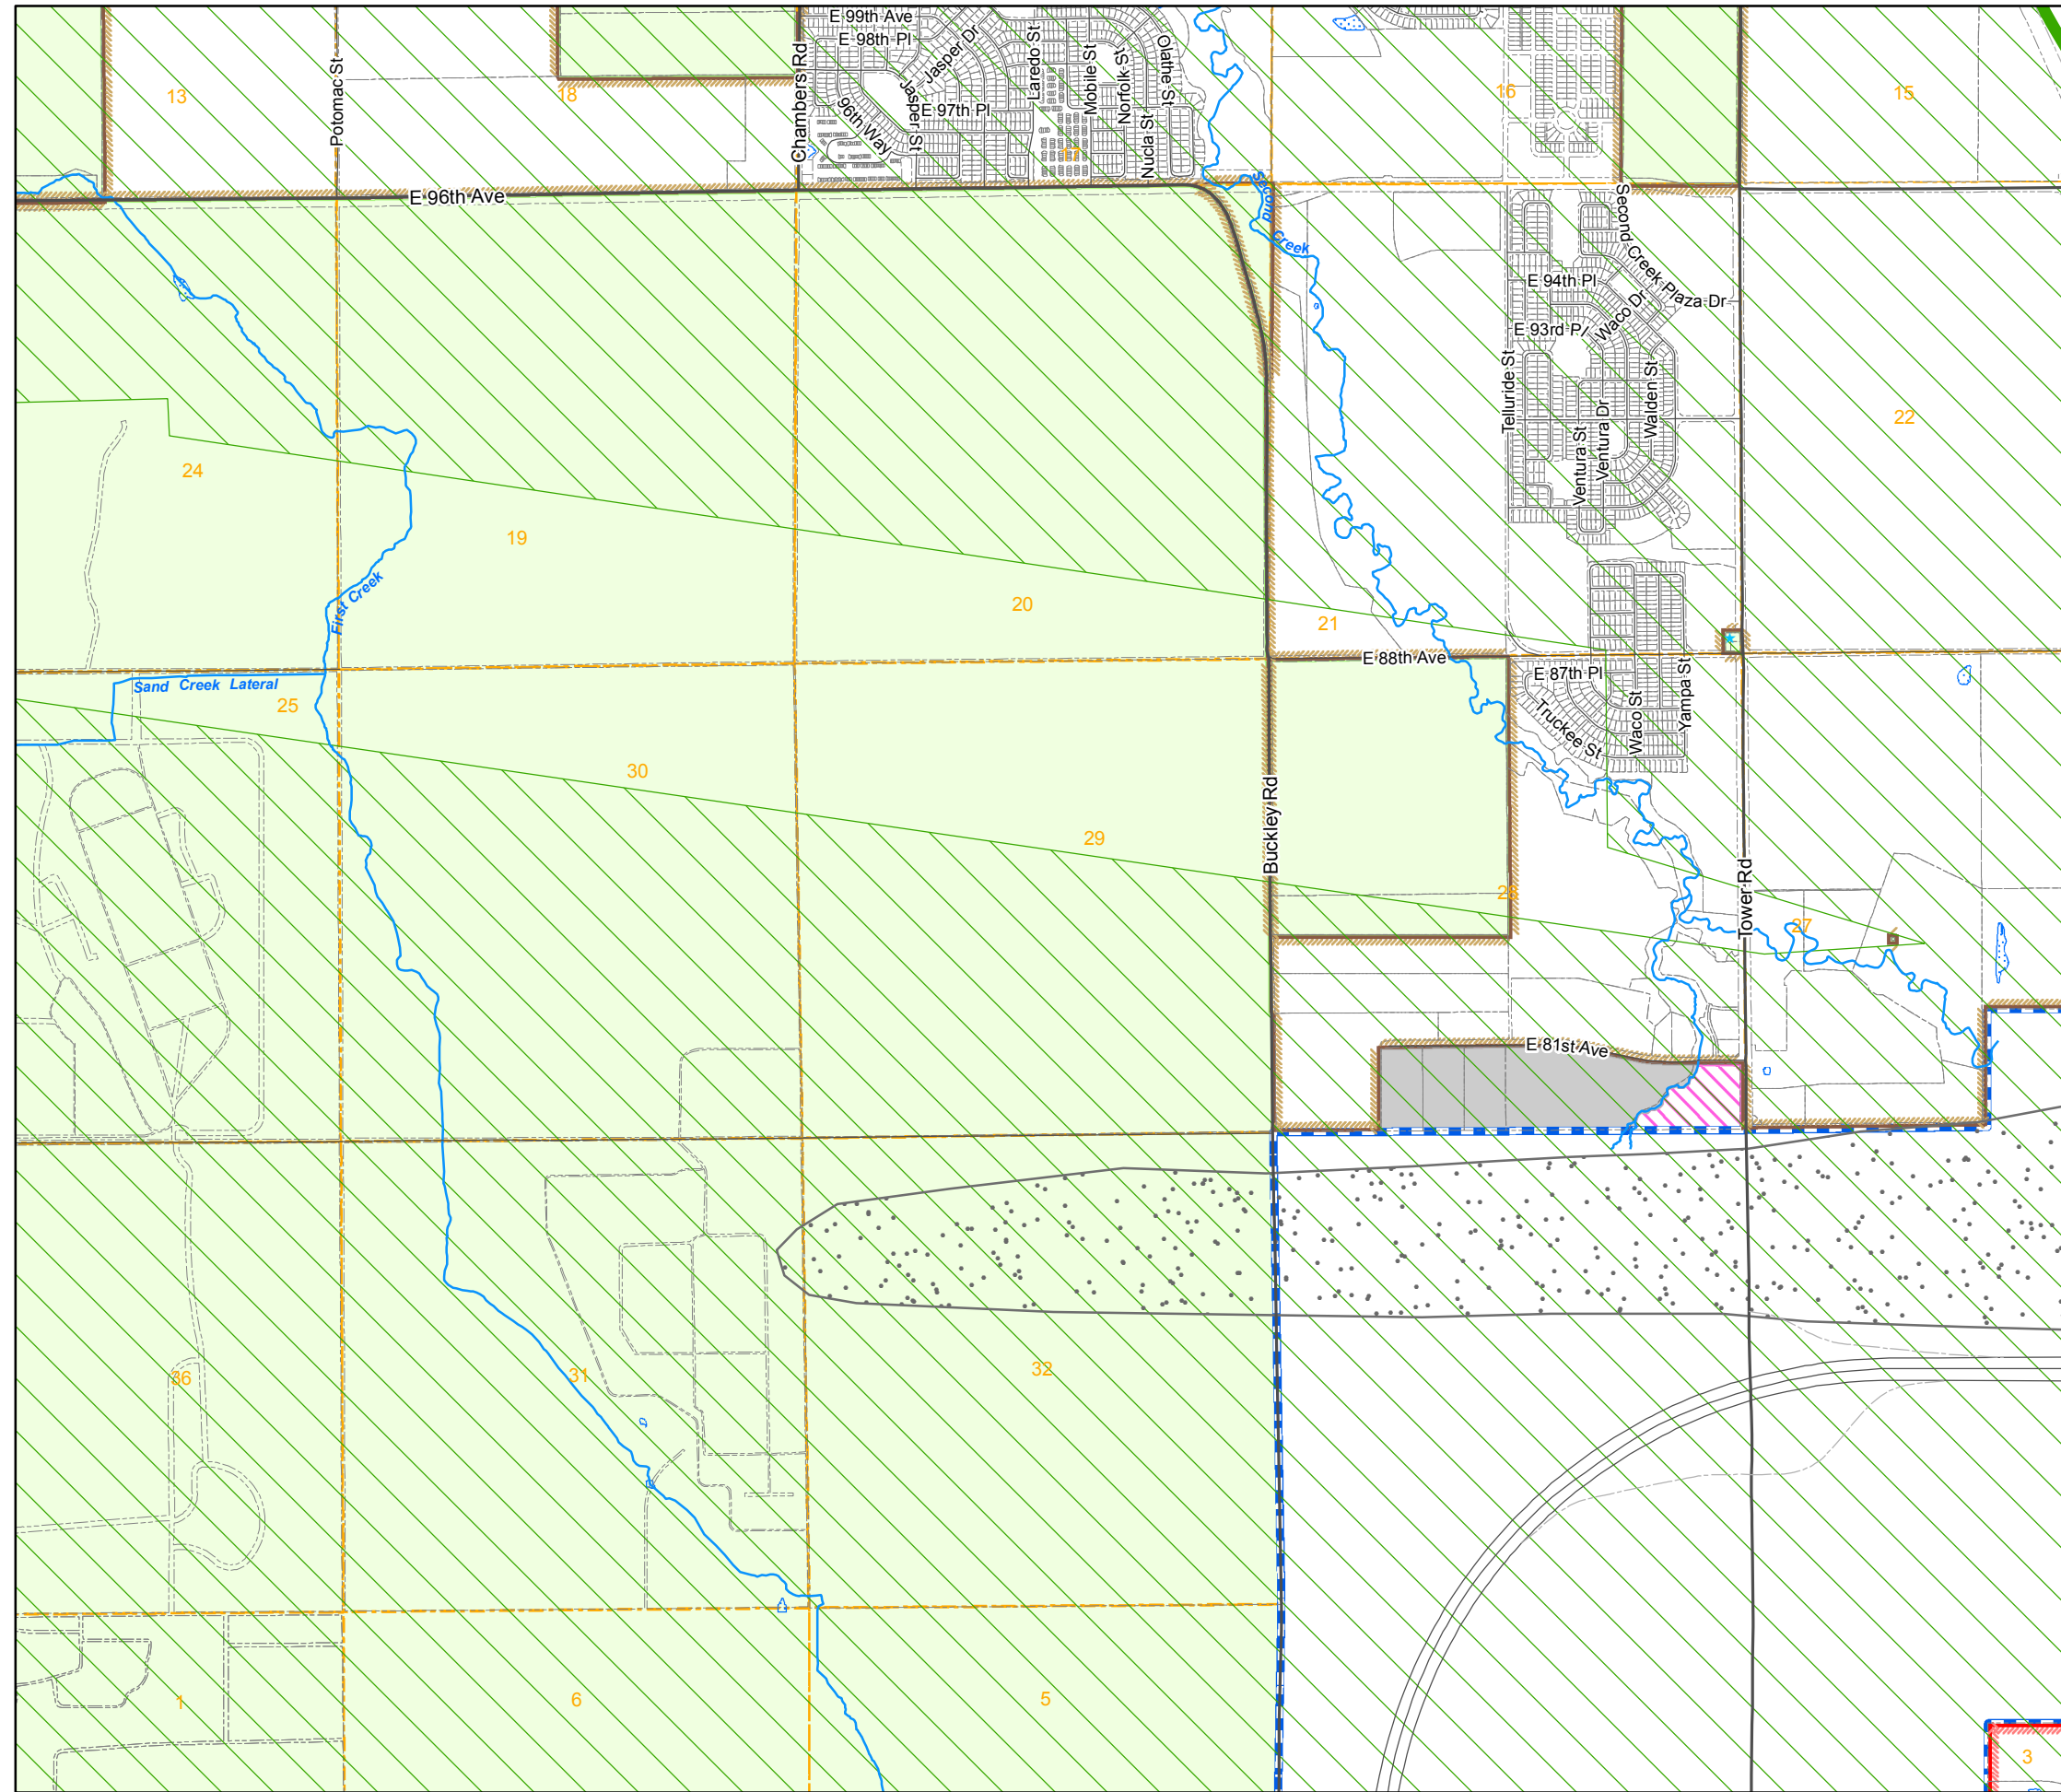 E 99th Ave
E 98th Pl
Jasper Dr
Laredo St
Mobile St
Norfolk St
Olathe St
13
Potomac St
18
Chambers Rd
96th Way
Jasper St
E 97th Pl
Nucla St
17
16
15
E 96th Ave
Second Creek
Second Creek Plaza Dr
E 94th Pl
Waco Dr
E 93rd Pl
Telluride St
Ventura St
Ventura Dr
Walden St
22
24
19
First Creek
20
21
E 88th Ave
Sand Creek Lateral
25
E 87th Pl
Truckee St
Waco St
Yampa St
30
29
Buckley Rd
28
Tower Rd
27
E 81st Ave
36
31
32
1
6
5
3